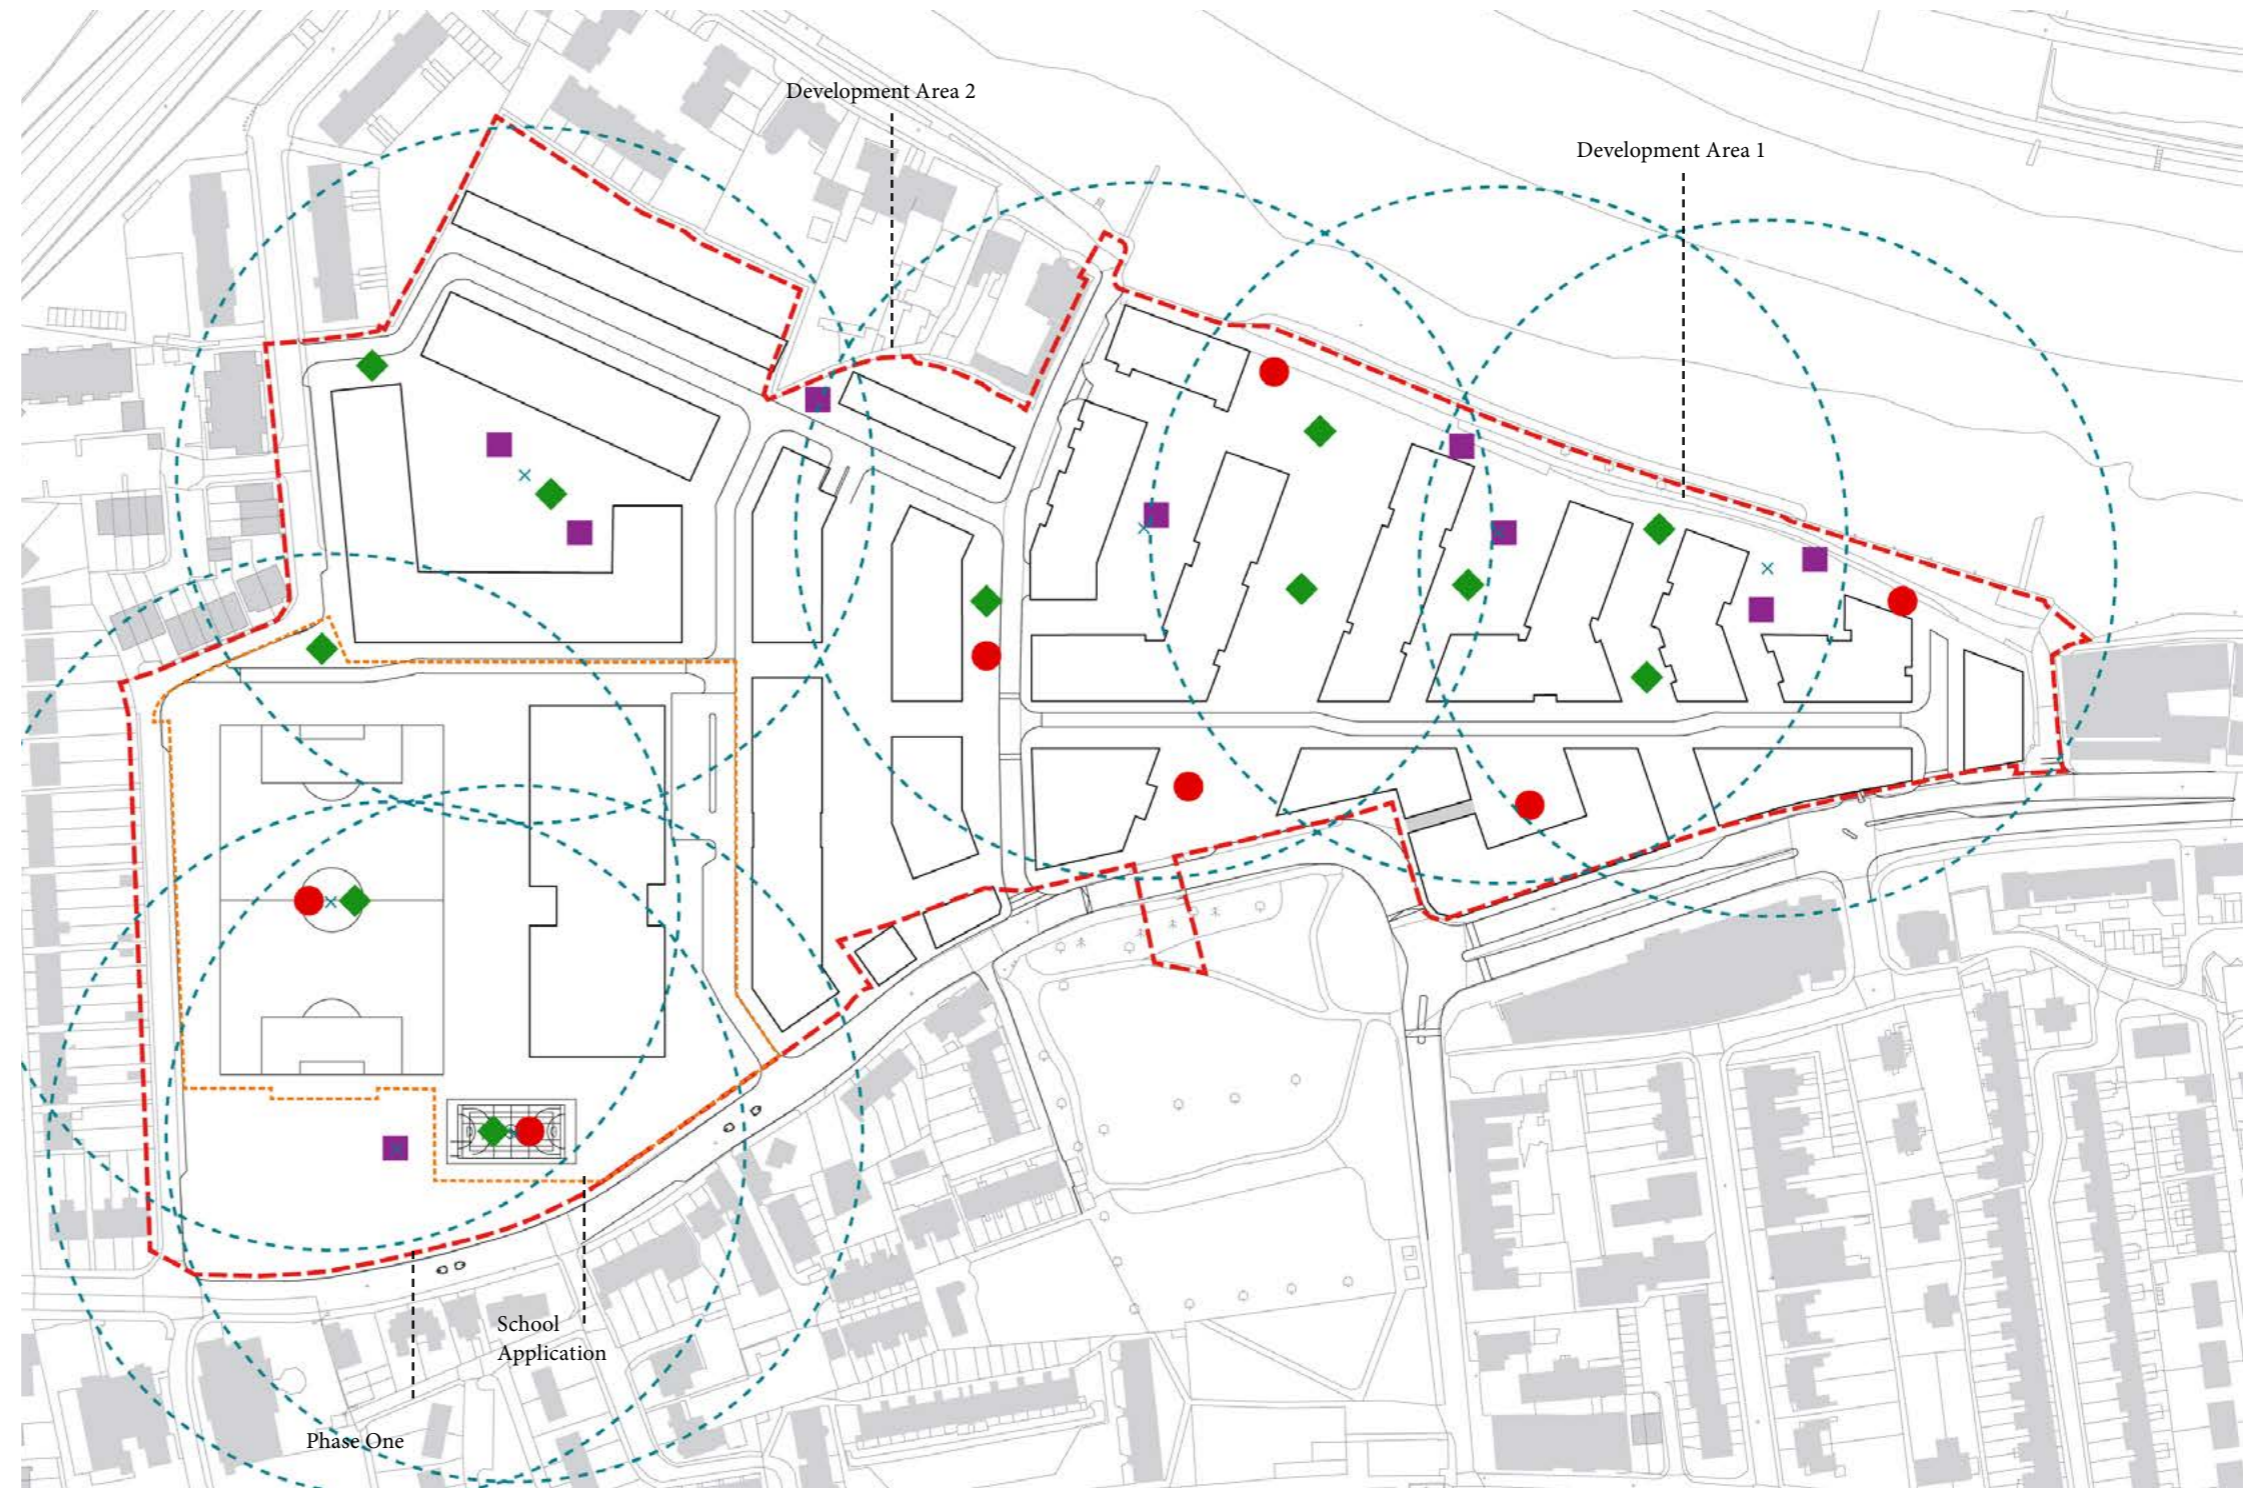 Development Area 2
Development Area 1
School
Application
Phase One